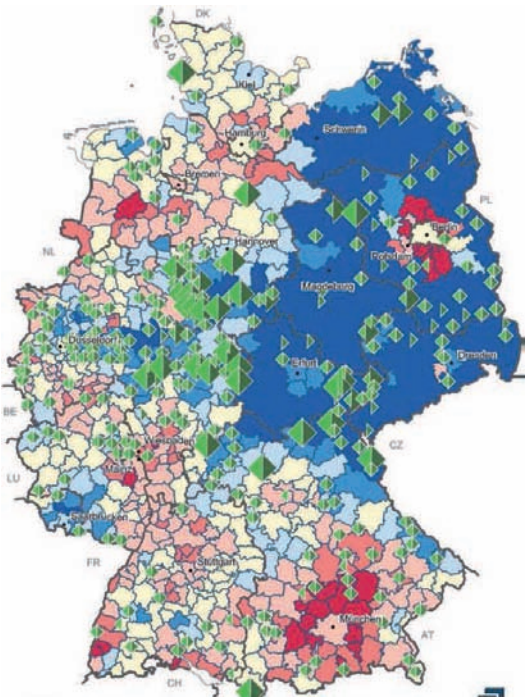 DK
Kiel
Schwerin
Hamburg
Bremen
PL
Berlin
NL
Hannover
Potsdam
Magdeburg
Düsseldorf
Erfurt
Dresden
BE
Wiesbaden
CZ
LU
Mainz
Saarbrücken
FR
Stuttgart
München
AT
CH